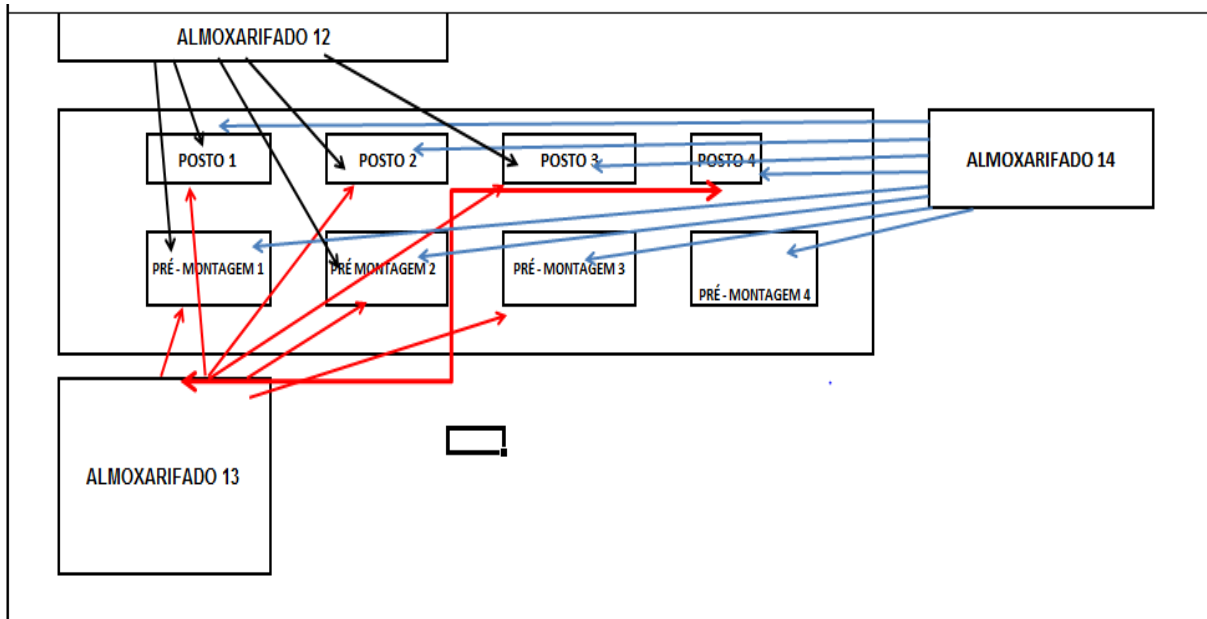 ALMOXARIFADO 12
POSTO 1
POSTO 2
POSTO 3
POSTO 4
ALMOXARIFADO 14
PRÉ - MONTAGEM 1
PRÉ MONTAGEM 2
PRÉ - MONTAGEM 3
PRÉ - MONTAGEM 4
ALMOXARIFADO 13